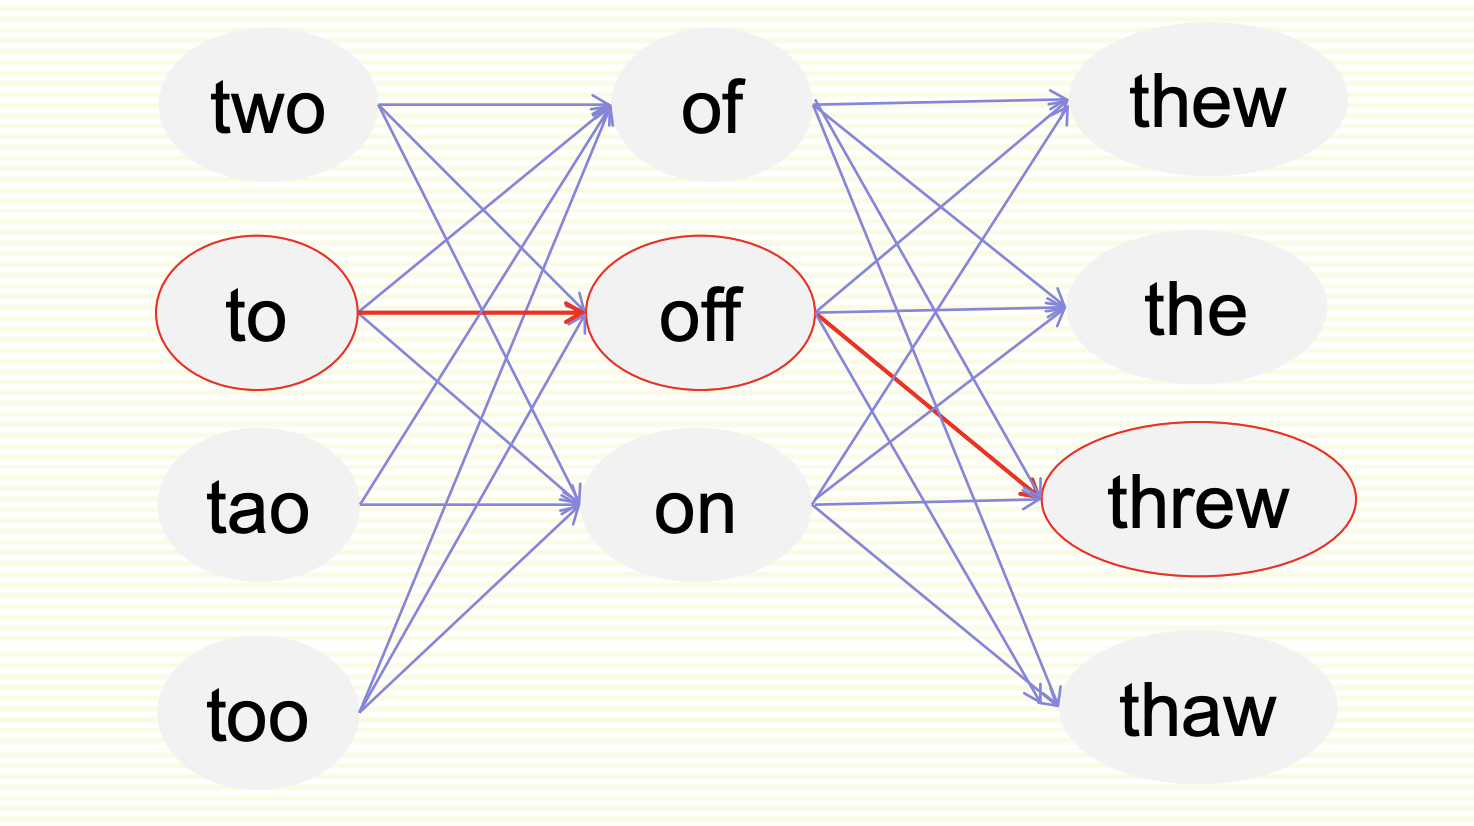 two of thew
to off the
tao on threw
too thaw